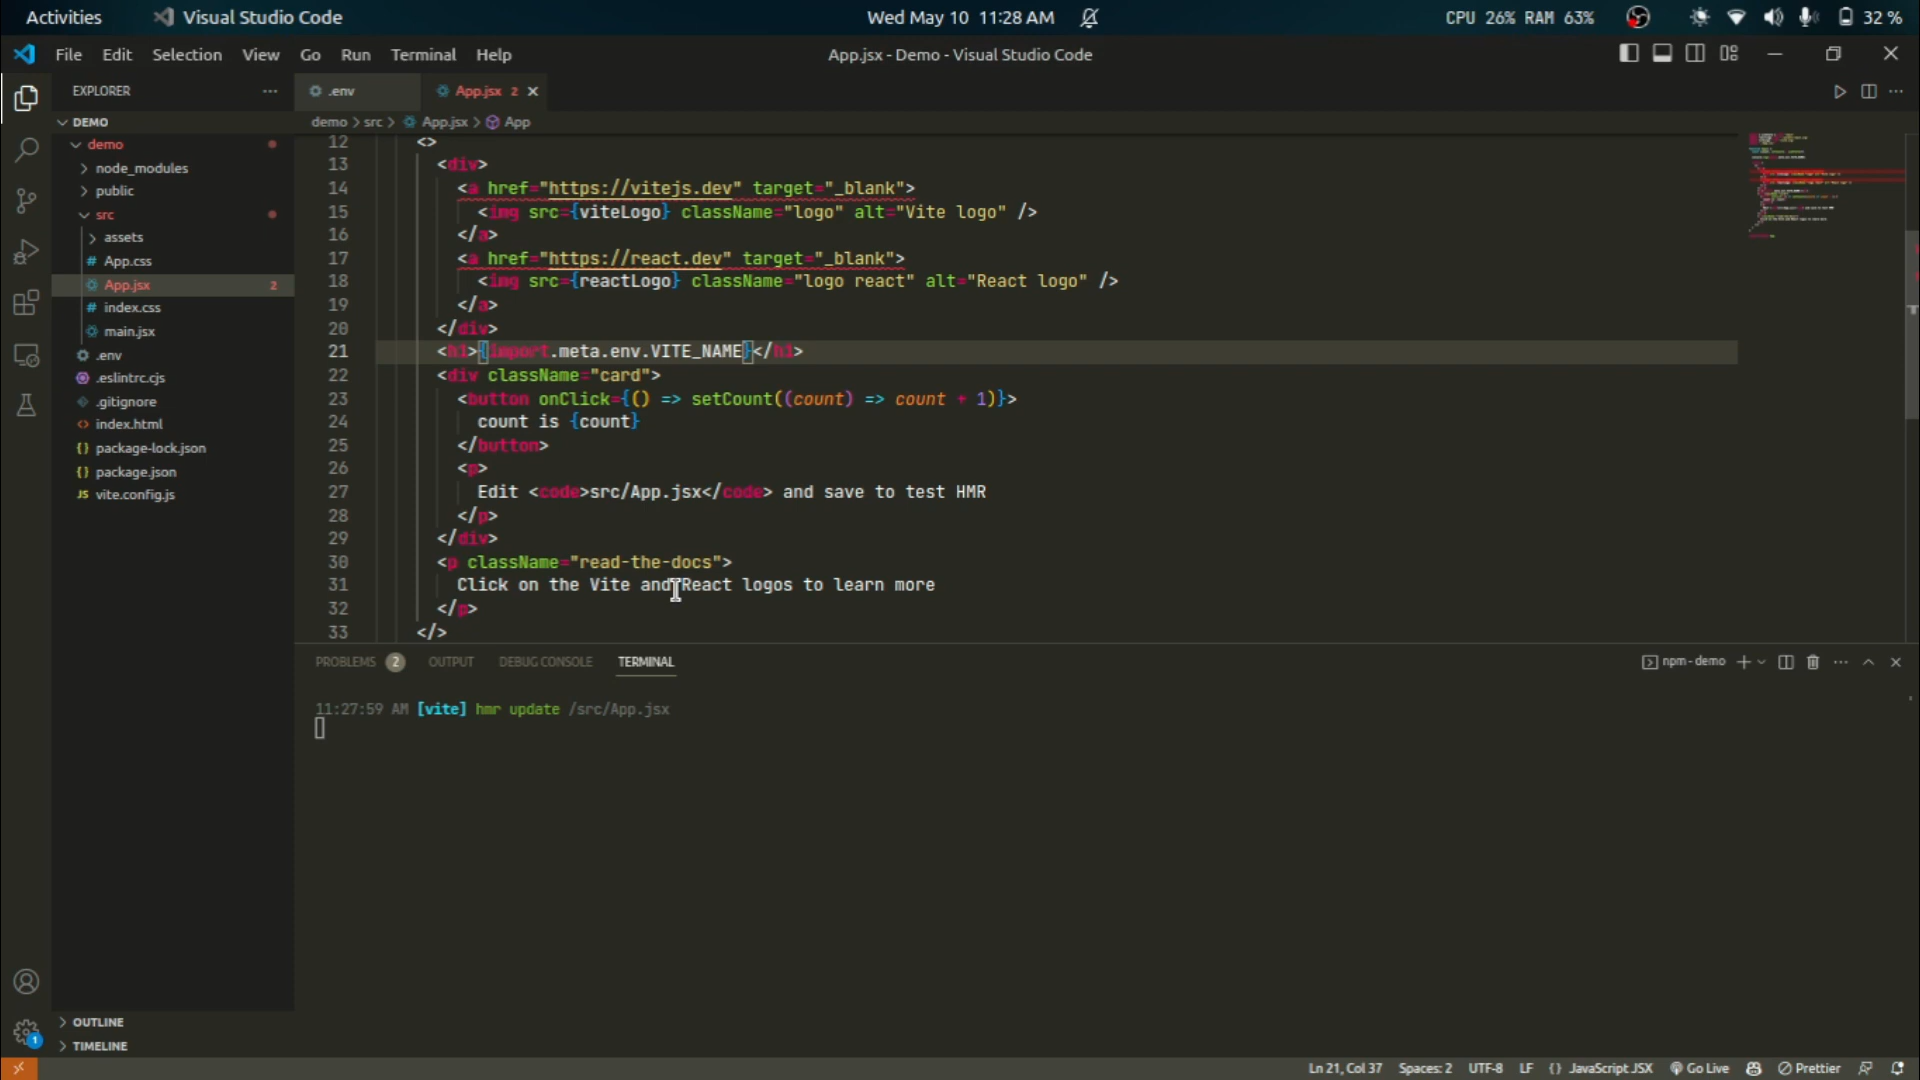 Activities Visual Studio Code Wed May 10 11:28 AM CPU 26% RAM 63% 32 %
File Edit Selection View Go Run Terminal Help App.jsx - Demo - Visual Studio Code
EXPLORER ··· .env App.jsx 2
DEMO demo > src > App.jsx > App
demo
node_modules
public
src
assets
# App.css
App.jsx 2
# index.css
main.jsx
.env
.eslintrc.cjs
.gitignore
<> index.html
{} package-lock.json
{} package.json
JS vite.config.js
OUTLINE
TIMELINE
1
12 <>
13 <div>
14 <a href="https://vitejs.dev" target="_blank">
15 <img src={viteLogo} className="logo" alt="Vite logo" />
16 </a>
17 <a href="https://react.dev" target="_blank">
18 <img src={reactLogo} className="logo react" alt="React logo" />
19 </a>
20 </div>
21 <h1>{import.meta.env.VITE_NAME}</h1>
22 <div className="card">
23 <button onClick={() => setCount((count) => count + 1)}>
24 count is {count}
25 </button>
26 <p>
27 Edit <code>src/App.jsx</code> and save to test HMR
28 </p>
29 </div>
30 <p className="read-the-docs">
31 Click on the Vite and React logos to learn more
32 </p>
33 </>
PROBLEMS 2 OUTPUT DEBUG CONSOLE TERMINAL npm - demo
11:27:59 AM [vite] hmr update /src/App.jsx
Ln 21, Col 37 Spaces: 2 UTF-8 LF {} JavaScript JSX Go Live Prettier